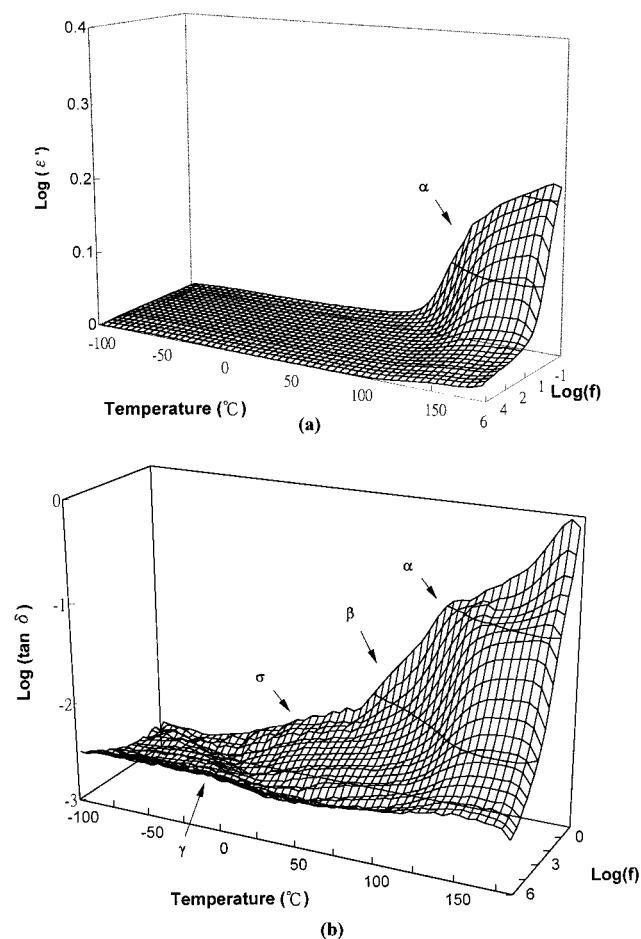 0.4
0.3
0.2
0.1
0
Log (ε')
α
-100
-50
0
50
100
150
Temperature (℃)
6
4
2
1
-1
Log(f)
(a)
0
-1
-2
-3
Log (tan δ)
α
β
σ
γ
-100
-50
0
50
100
150
Temperature (℃)
6
3
0
Log(f)
(b)